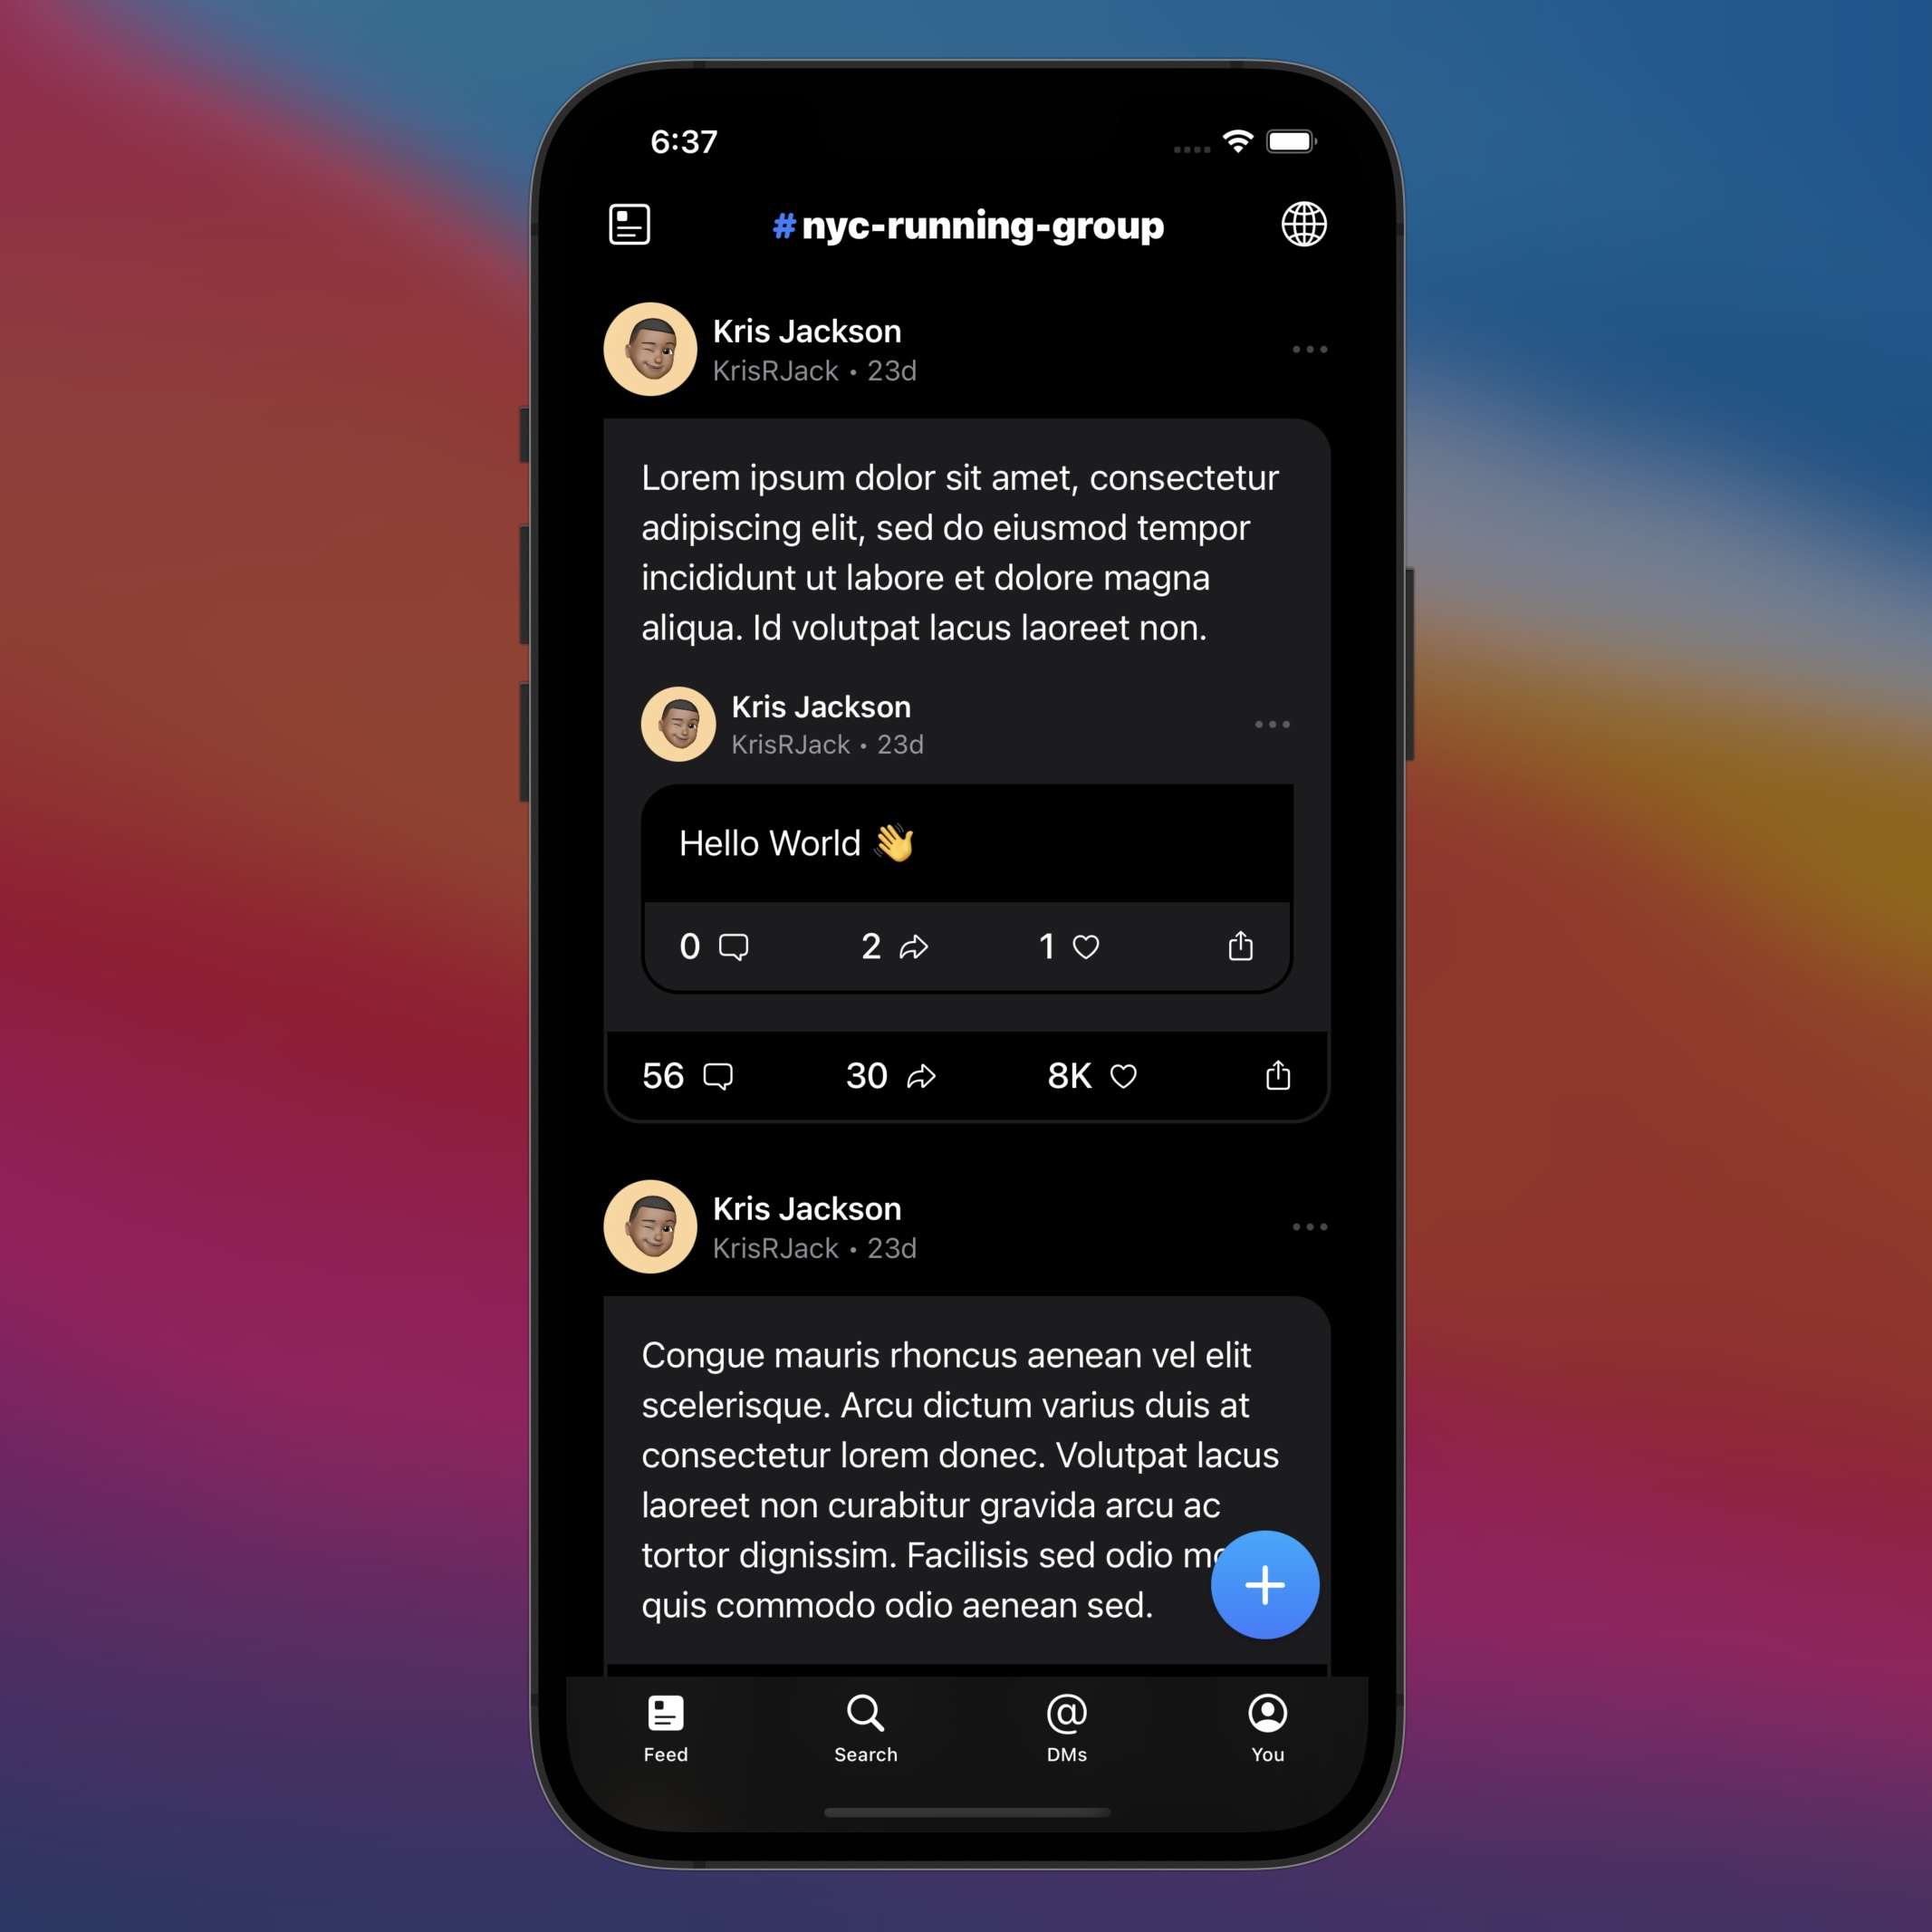 6:37
#nyc-running-group
Kris Jackson
KrisRJack • 23d
Lorem ipsum dolor sit amet, consectetur
adipiscing elit, sed do eiusmod tempor
incididunt ut labore et dolore magna
aliqua. Id volutpat lacus laoreet non.
Kris Jackson
KrisRJack • 23d
Hello World 👋
0 2 1
56 30 8K
Kris Jackson
KrisRJack • 23d
Congue mauris rhoncus aenean vel elit
scelerisque. Arcu dictum varius duis at
consectetur lorem donec. Volutpat lacus
laoreet non curabitur gravida arcu ac
tortor dignissim. Facilisis sed odio
quis commodo odio aenean sed.
Feed Search DMs You